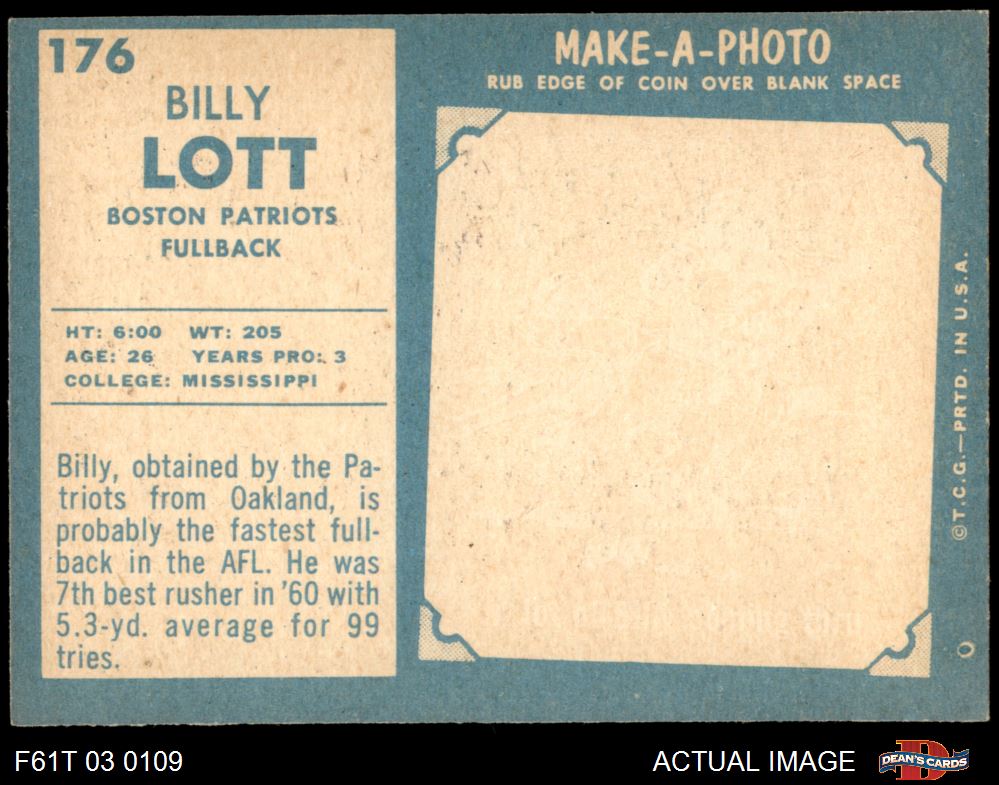 176
BILLY
LOTT
BOSTON PATRIOTS
FULLBACK
HT: 6:00 WT: 205
AGE: 26 YEARS PRO: 3
COLLEGE: MISSISSIPPI
Billy, obtained by the Pa-
triots from Oakland, is
probably the fastest full-
back in the AFL. He was
7th best rusher in '60 with
5.3-yd. average for 99
tries.
MAKE-A-PHOTO
RUB EDGE OF COIN OVER BLANK SPACE
©T.C.G.—PRTD. IN U.S.A.
F61T 03 0109
ACTUAL IMAGE
D
DEAN'S CARDS